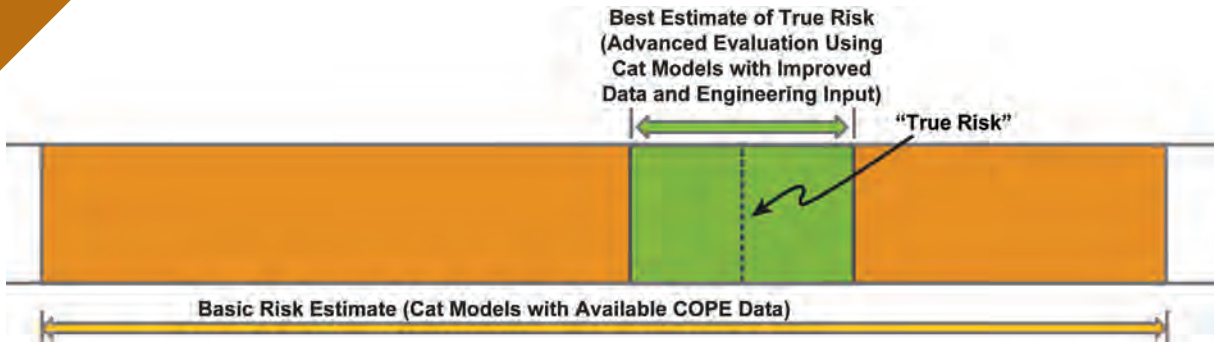 Best Estimate of True Risk
(Advanced Evaluation Using
Cat Models with Improved
Data and Engineering Input)
“True Risk”
Basic Risk Estimate (Cat Models with Available COPE Data)